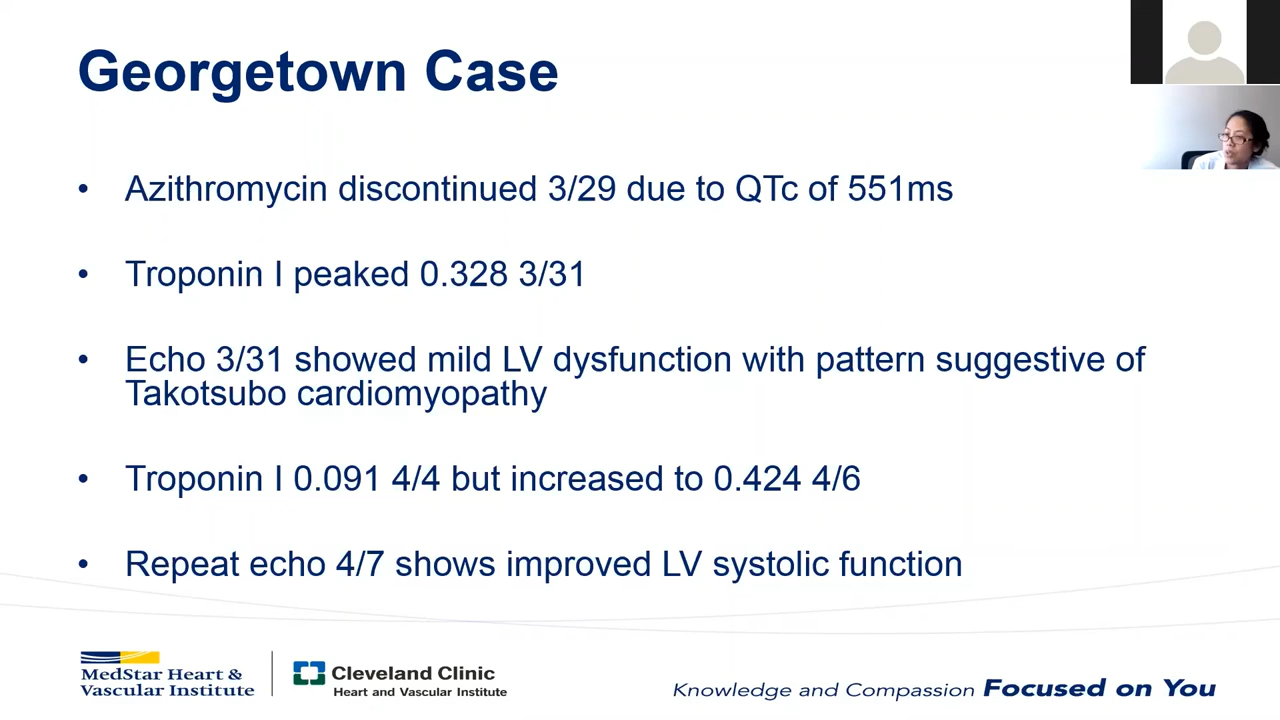 Georgetown Case
• Azithromycin discontinued 3/29 due to QTc of 551ms
• Troponin I peaked 0.328 3/31
• Echo 3/31 showed mild LV dysfunction with pattern suggestive of
Takotsubo cardiomyopathy
• Troponin I 0.091 4/4 but increased to 0.424 4/6
• Repeat echo 4/7 shows improved LV systolic function
MedStar Heart &
Vascular Institute
Cleveland Clinic
Heart and Vascular Institute
Knowledge and Compassion Focused on You